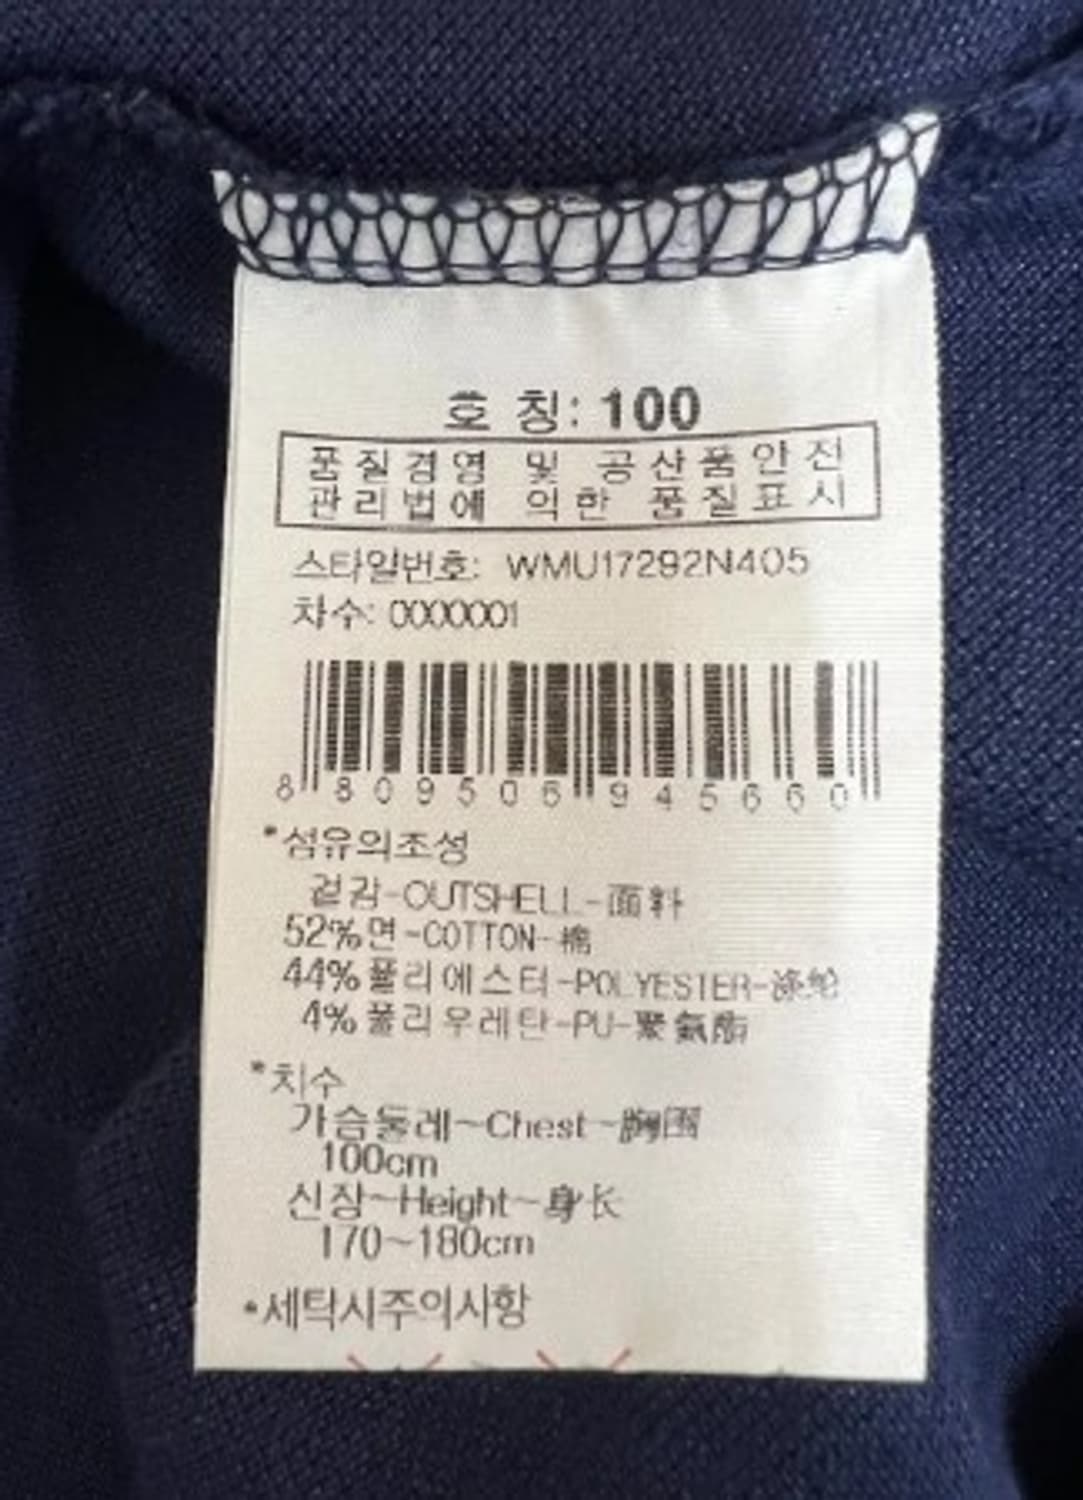 호 칭: 100
품질경영 및 공산품안전
관리법에 의한 품질표시
스타일번호: WMU17292N405
차수: 0000001
8 809506 945660
*섬유의조성
겉감-OUTSHELL-面料
52%면-COTTON-棉
44%폴리에스터-POLYESTER-涤纶
4%폴리우레탄-PU-聚氨酯
*치수
가슴둘레~Chest~胸围
100cm
신장~Height~身长
170~180cm
*세탁시주의사항